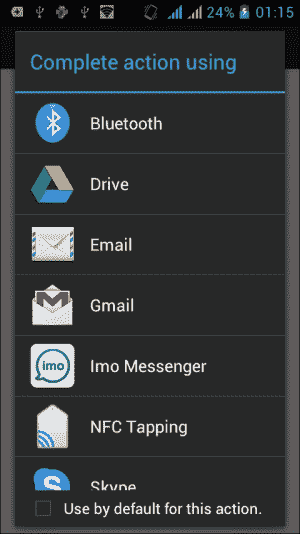 24% 01:15
Complete action using
Bluetooth
Drive
Email
Gmail
imo Imo Messenger
NFC Tapping
Skype
Use by default for this action.